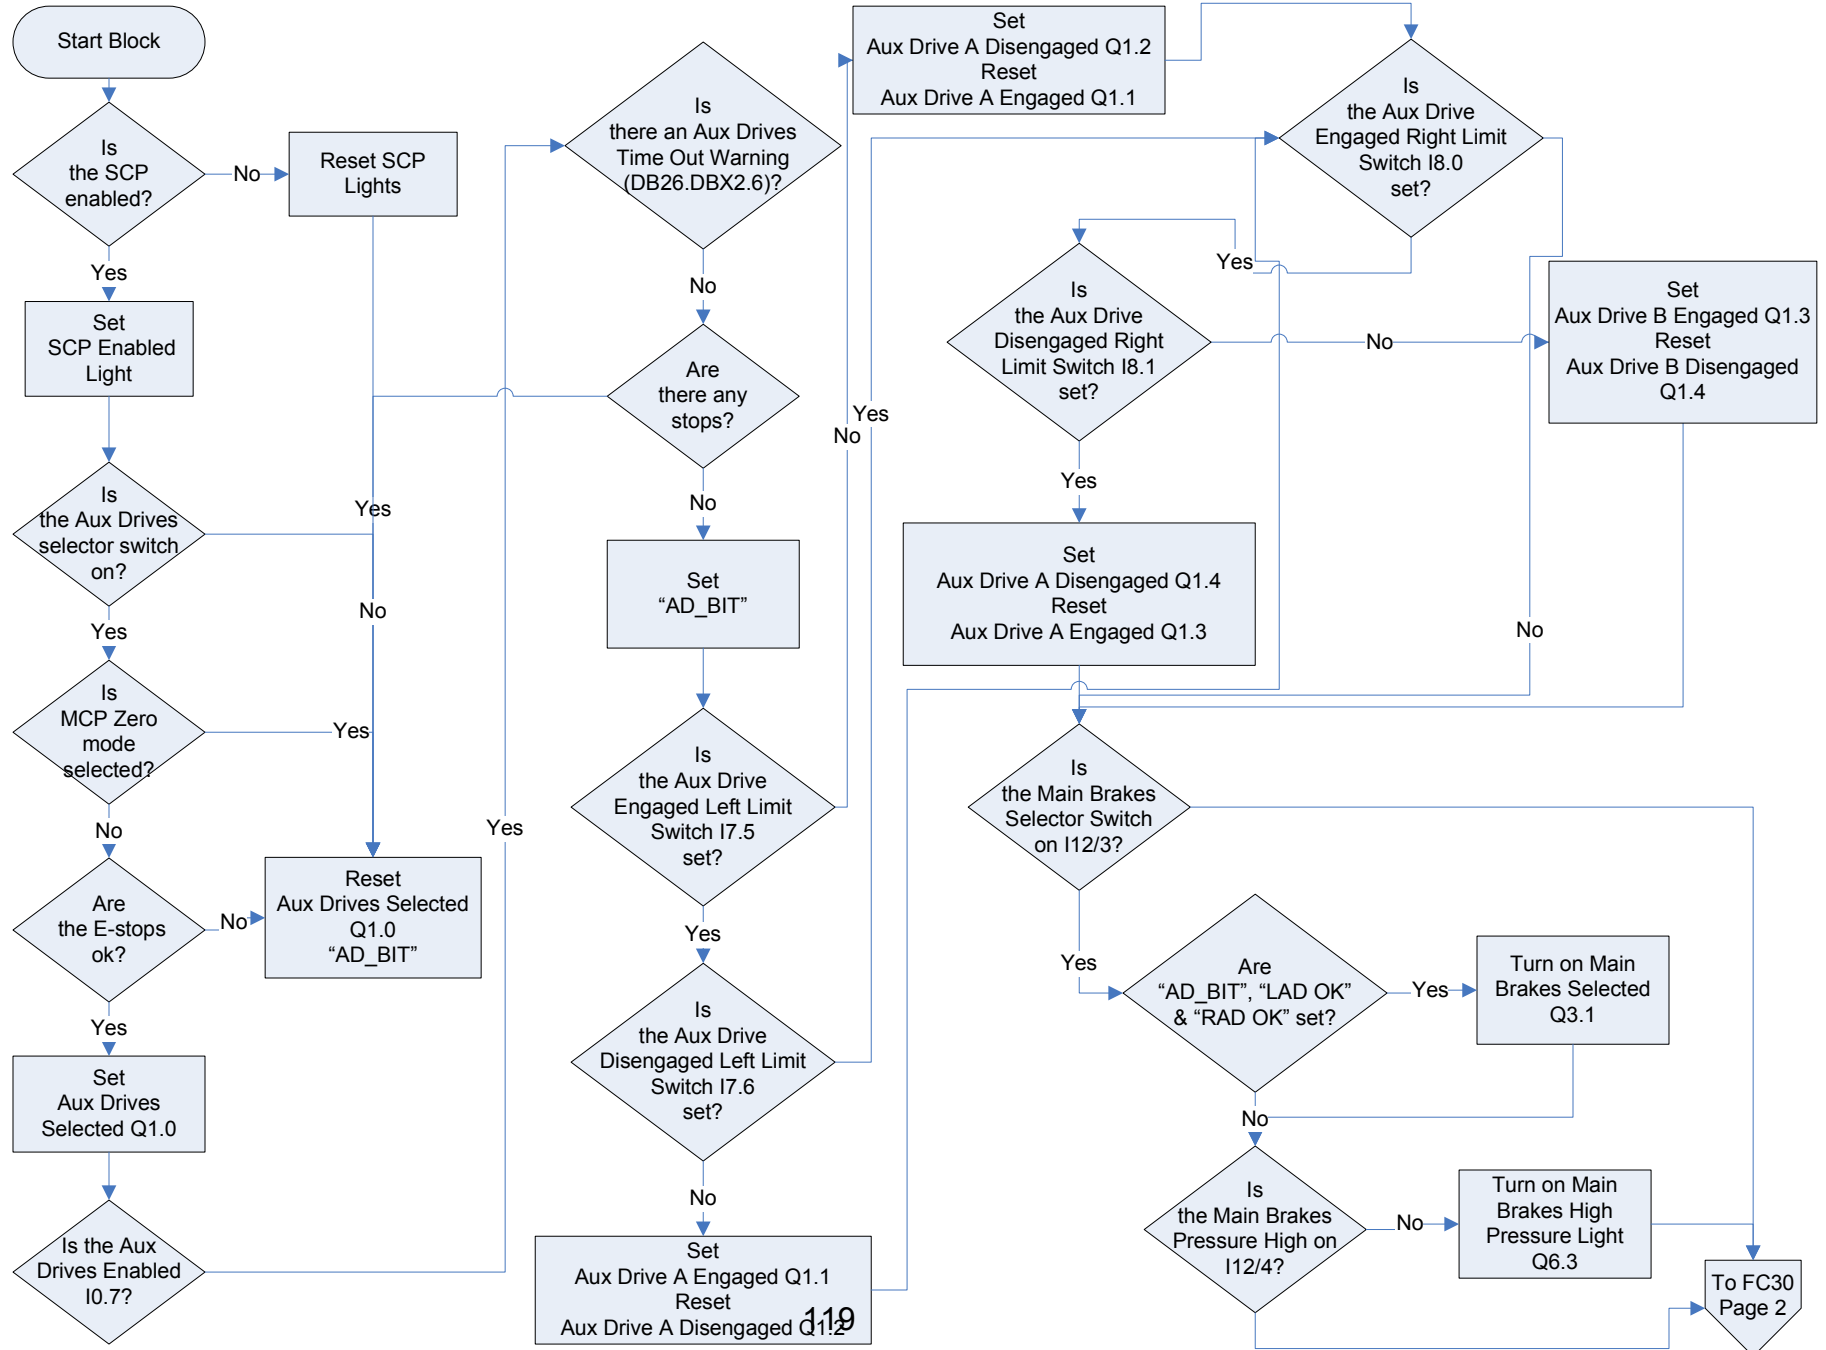 Start Block
Is
the SCP
enabled?
No
Reset SCP
Lights
Yes
Set
SCP Enabled
Light
Is
the Aux Drives
selector switch
on?
Yes
No
Yes
Is
MCP Zero
mode
selected?
Yes
No
Are
the E-stops
ok?
No
Reset
Aux Drives Selected
Q1.0
“AD_BIT”
Yes
Set
Aux Drives
Selected Q1.0
Is the Aux
Drives Enabled
I0.7?
Yes
Is
there an Aux Drives
Time Out Warning
(DB26.DBX2.6)?
No
Are
there any
stops?
No
Set
“AD_BIT”
Is
the Aux Drive
Engaged Left Limit
Switch I7.5
set?
No
Yes
Yes
Is
the Aux Drive
Disengaged Left Limit
Switch I7.6
set?
No
Set
Aux Drive A Engaged Q1.1
Reset
Aux Drive A Disengaged Q1.2
119
Set
Aux Drive A Disengaged Q1.2
Reset
Aux Drive A Engaged Q1.1
Is
the Aux Drive
Engaged Right Limit
Switch I8.0
set?
Yes
Is
the Aux Drive
Disengaged Right
Limit Switch I8.1
set?
No
Set
Aux Drive B Engaged Q1.3
Reset
Aux Drive B Disengaged
Q1.4
Yes
Set
Aux Drive A Disengaged Q1.4
Reset
Aux Drive A Engaged Q1.3
No
Is
the Main Brakes
Selector Switch
on I12/3?
Yes
Are
“AD_BIT”, “LAD OK”
& “RAD OK” set?
Yes
Turn on Main
Brakes Selected
Q3.1
No
Is
the Main Brakes
Pressure High on
I12/4?
No
Turn on Main
Brakes High
Pressure Light
Q6.3
To FC30
Page 2